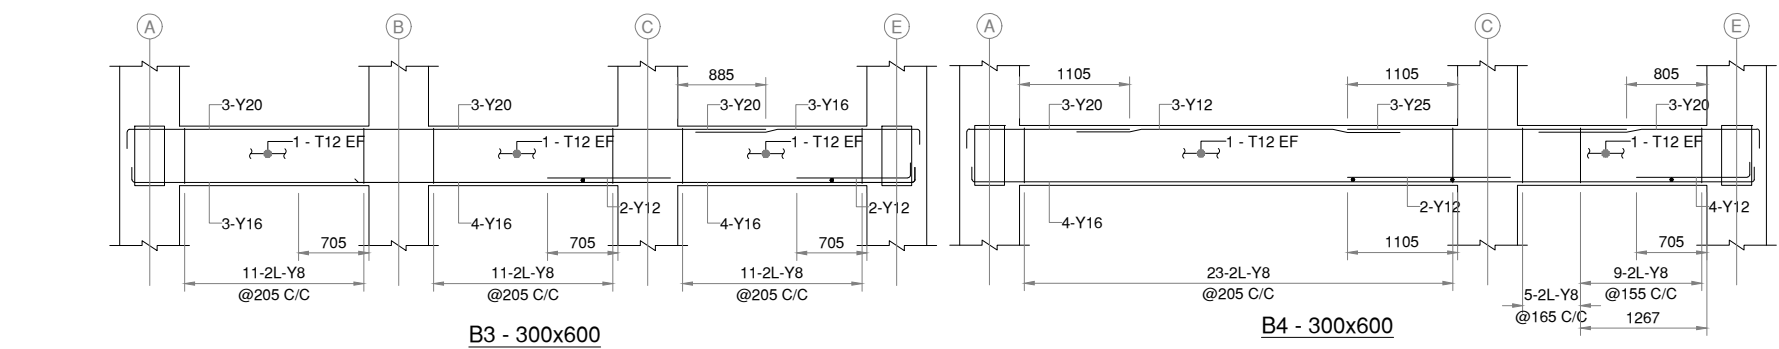 A B C E A C E
885 1105 1105 805
3-Y20 3-Y20 3-Y20 3-Y16 3-Y20 3-Y12 3-Y25 3-Y20
1 - T12 EF 1 - T12 EF 1 - T12 EF 1 - T12 EF 1 - T12 EF
2-Y12 2-Y12 2-Y12 4-Y12
3-Y16 4-Y16 4-Y16 4-Y16
705 705 705 1105 705
11-2L-Y8 11-2L-Y8 11-2L-Y8 23-2L-Y8 9-2L-Y8
@205 C/C @205 C/C @205 C/C @205 C/C 5-2L-Y8 @155 C/C
@165 C/C 1267
B3 - 300x600 B4 - 300x600